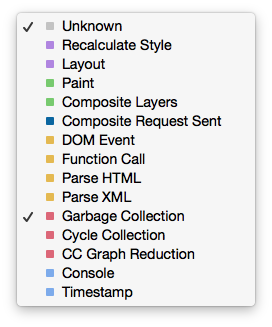 Unknown
Recalculate Style
Layout
Paint
Composite Layers
Composite Request Sent
DOM Event
Function Call
Parse HTML
Parse XML
Garbage Collection
Cycle Collection
CC Graph Reduction
Console
Timestamp